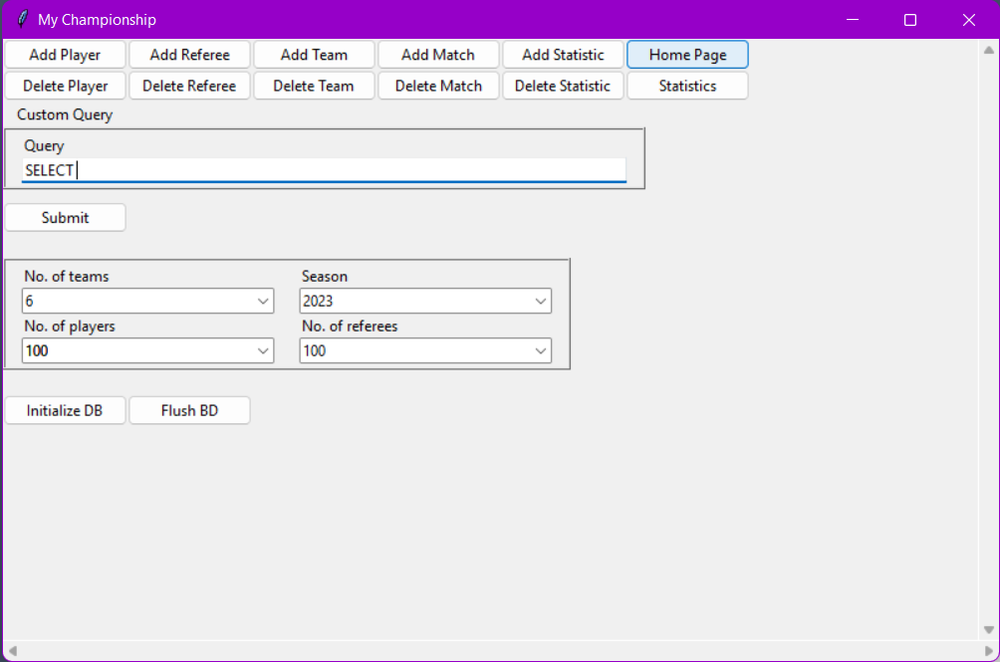 My Championship
Add Player Add Referee Add Team Add Match Add Statistic Home Page
Delete Player Delete Referee Delete Team Delete Match Delete Statistic Statistics
Custom Query
Query
SELECT
Submit
No. of teams Season
6 2023
No. of players No. of referees
100 100
Initialize DB Flush BD